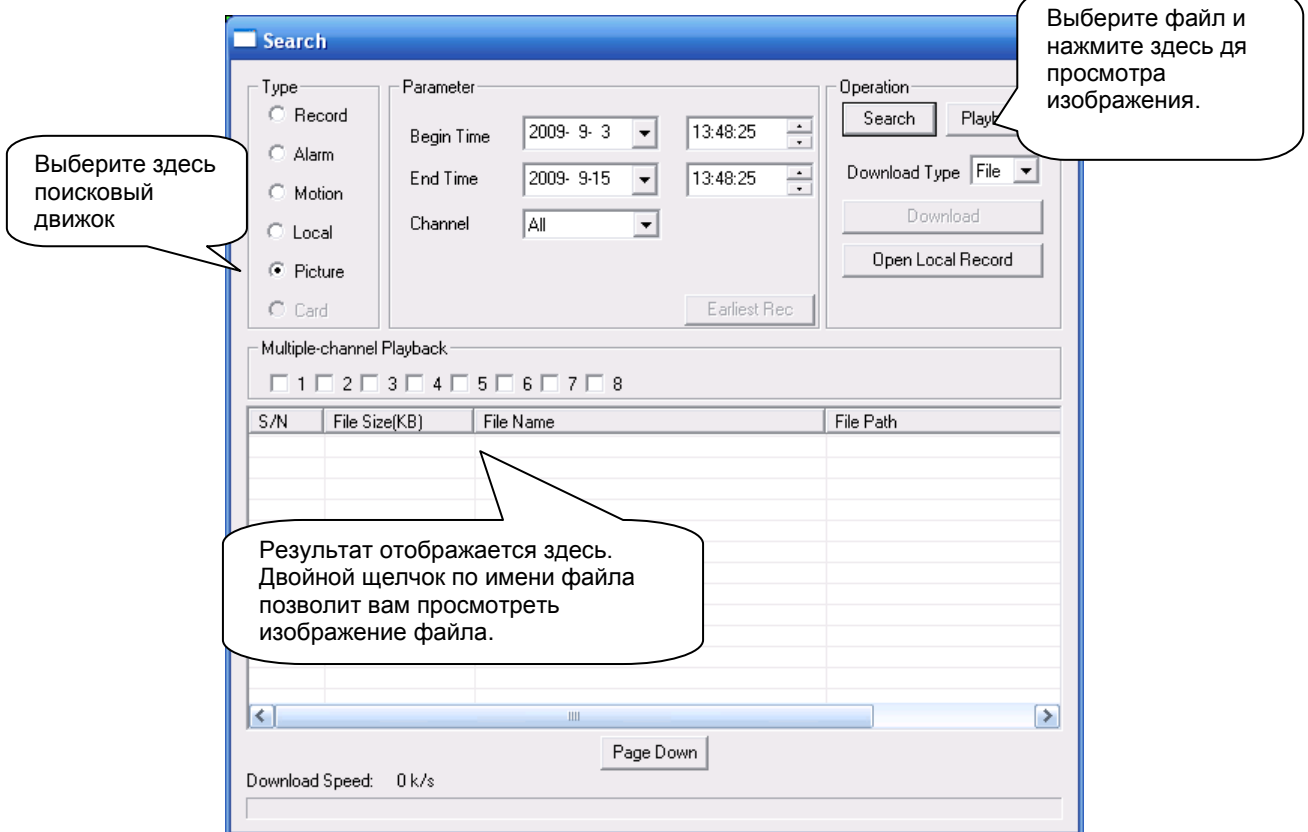 Выберите файл и
нажмите здесь дя
просмотра
изображения.
Search
Type
Record
Alarm
Motion
Local
Picture
Card
Выберите здесь
поисковый
движок
Parameter
Begin Time 2009- 9- 3 13:48:25
End Time 2009- 9-15 13:48:25
Channel All
Earliest Rec
Operation
Search
Download Type File
Download
Open Local Record
Multiple-channel Playback
1 2 3 4 5 6 7 8
S/N File Size(KB) File Name File Path
Результат отображается здесь.
Двойной щелчок по имени файла
позволит вам просмотреть
изображение файла.
Page Down
Download Speed: 0 k/s